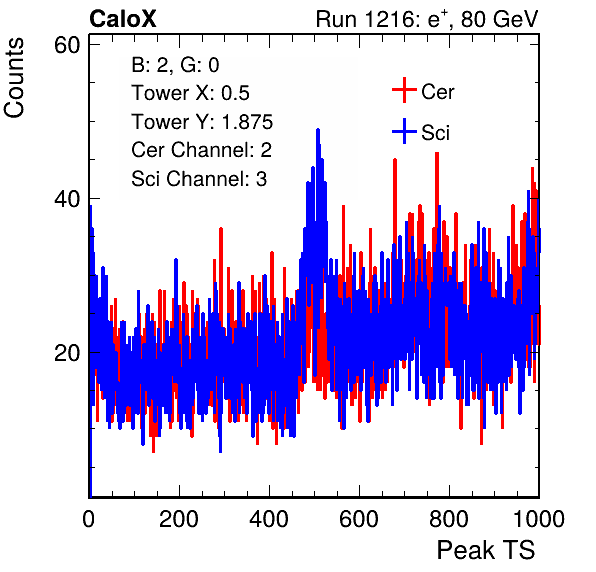 CaloX Run 1216: e⁺, 80 GeV
Counts
60
40
20
B: 2, G: 0
Tower X: 0.5
Tower Y: 1.875
Cer Channel: 2
Sci Channel: 3
Cer
Sci
0 200 400 600 800 1000
Peak TS